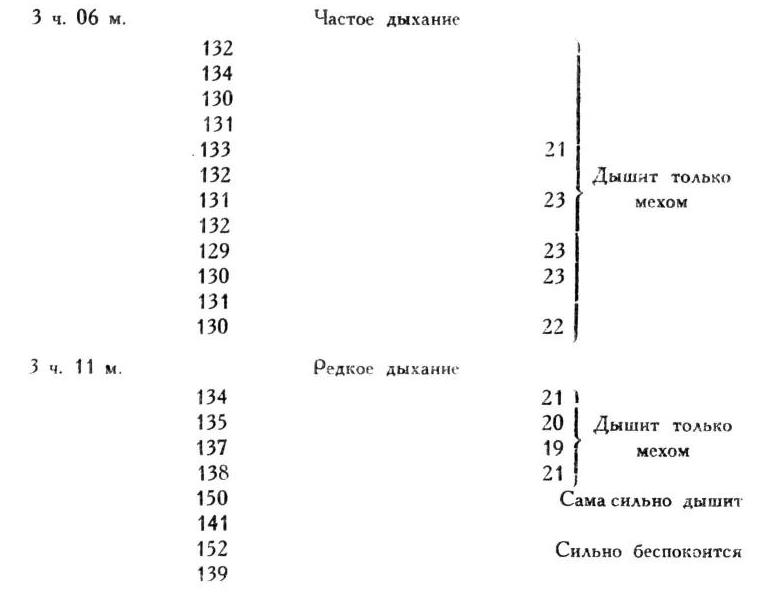 3 ч. 06 м. Частое дыхание
132
134
130
131
133 21
132 Дышит только
131 23 мехом
132
129 23
130 23
131
130 22
3 ч. 11 м. Редкое дыхание
134 21
135 20 Дышит только
137 19 мехом
138 21
150 Сама сильно дышит
141
152 Сильно беспокоится
139